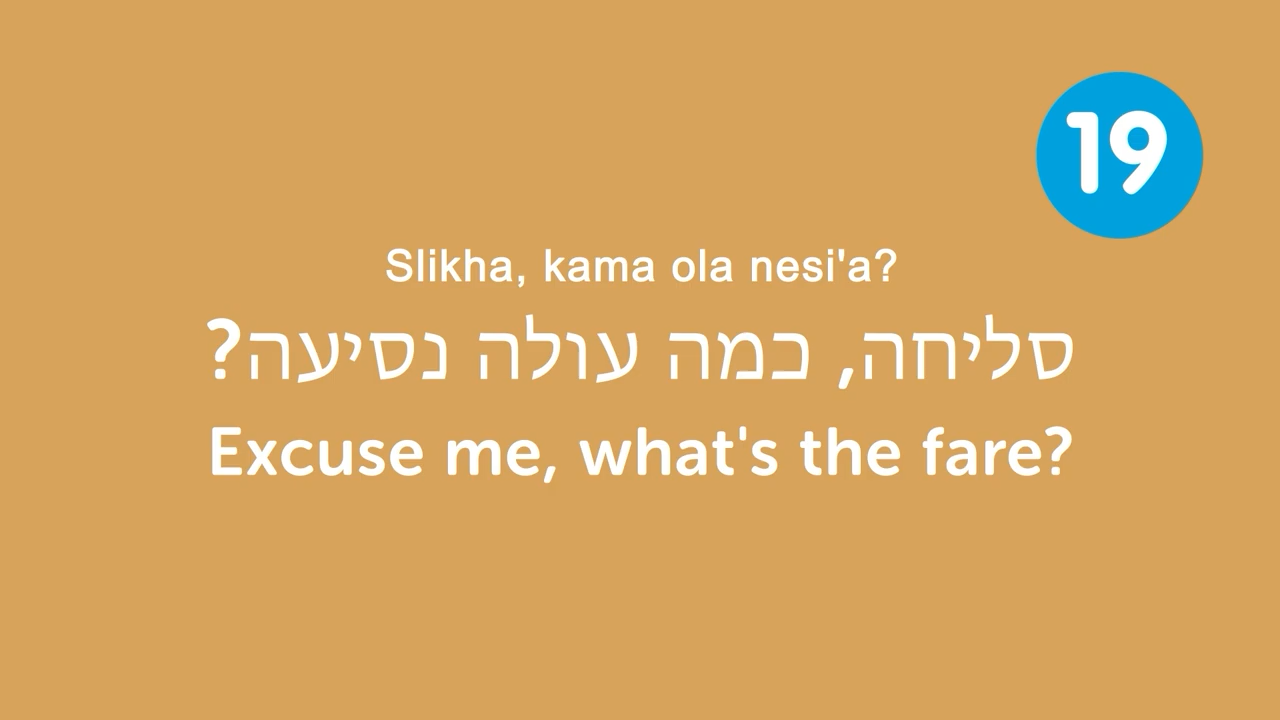 19
Slikha, kama ola nesi'a?
סליחה, כמה עולה נסיעה?
Excuse me, what's the fare?